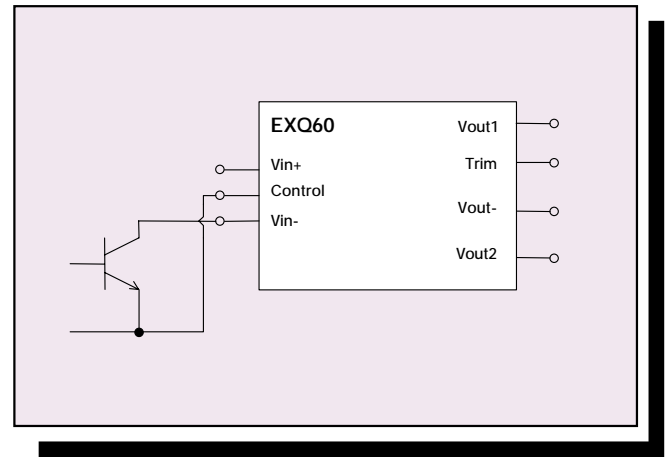 EXQ60
Vin+
Control
Vin-
Vout1
Trim
Vout-
Vout2